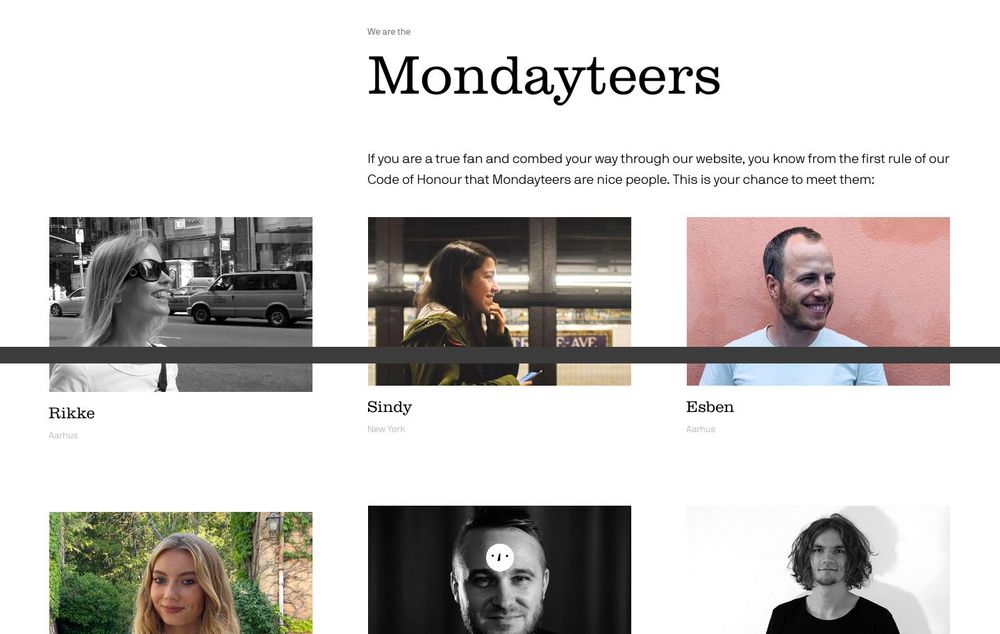 We are the
Mondayteers
If you are a true fan and combed your way through our website, you know from the first rule of our
Code of Honour that Mondayteers are nice people. This is your chance to meet them:
Rikke
Aarhus
Sindy
New York
Esben
Aarhus